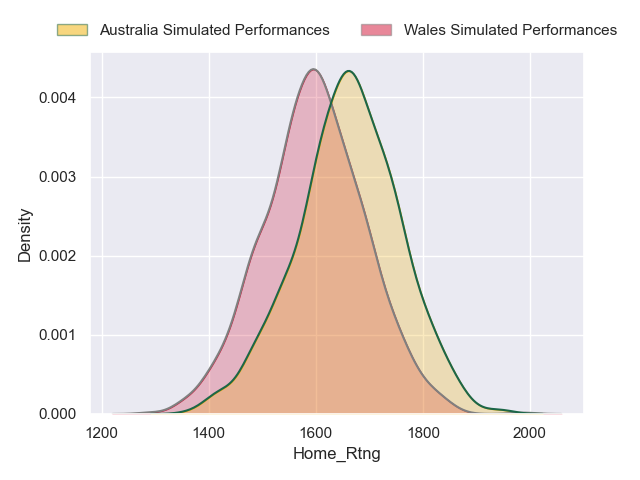 Australia Simulated Performances Wales Simulated Performances
0.004
0.003
0.002
0.001
0.000
Density
1200 1400 1600 1800 2000
Home_Rtng